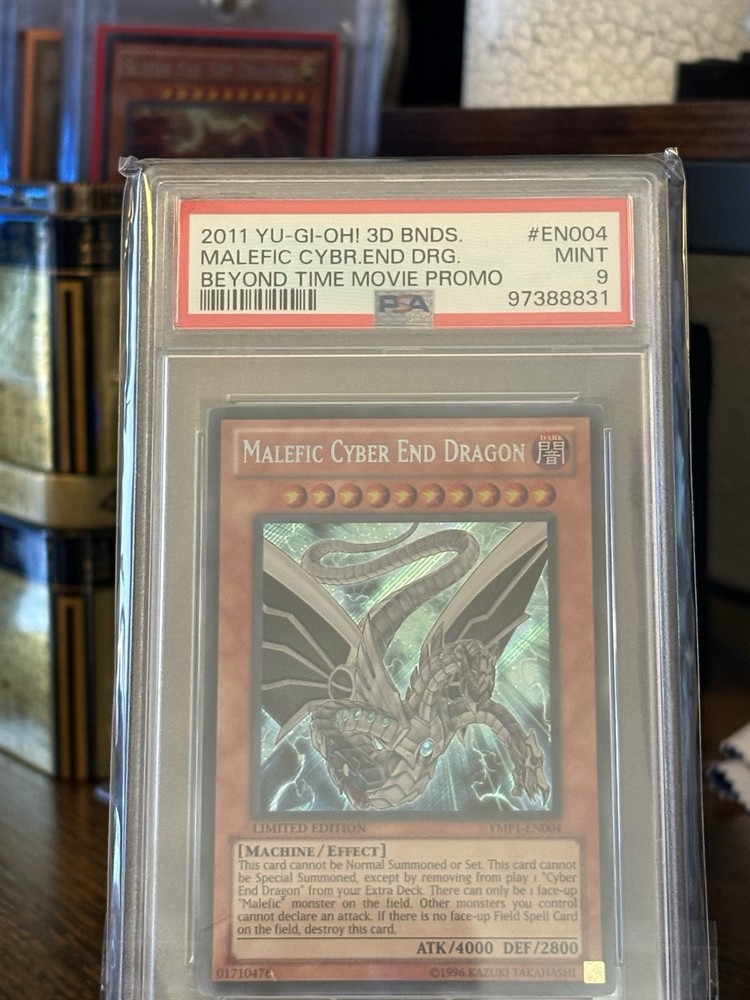 2011 YU-GI-OH! 3D BNDS. #EN004
MALEFIC CYBR.END DRG. MINT
BEYOND TIME MOVIE PROMO 9
PSA 97388831
MALEFIC CYBER END DRAGON
DARK
闇
LIMITED EDITION YMP1-EN004
[MACHINE/EFFECT]
This card cannot be Normal Summoned or Set. This card cannot
be Special Summoned, except by removing from play 1 "Cyber
End Dragon" from your Extra Deck. There can only be 1 face-up
"Malefic" monster on the field. Other monsters you control
cannot declare an attack. If there is no face-up Field Spell Card
on the field, destroy this card.
ATK/4000 DEF/2800
01710476 ©1996 KAZUKI TAKAHASHI